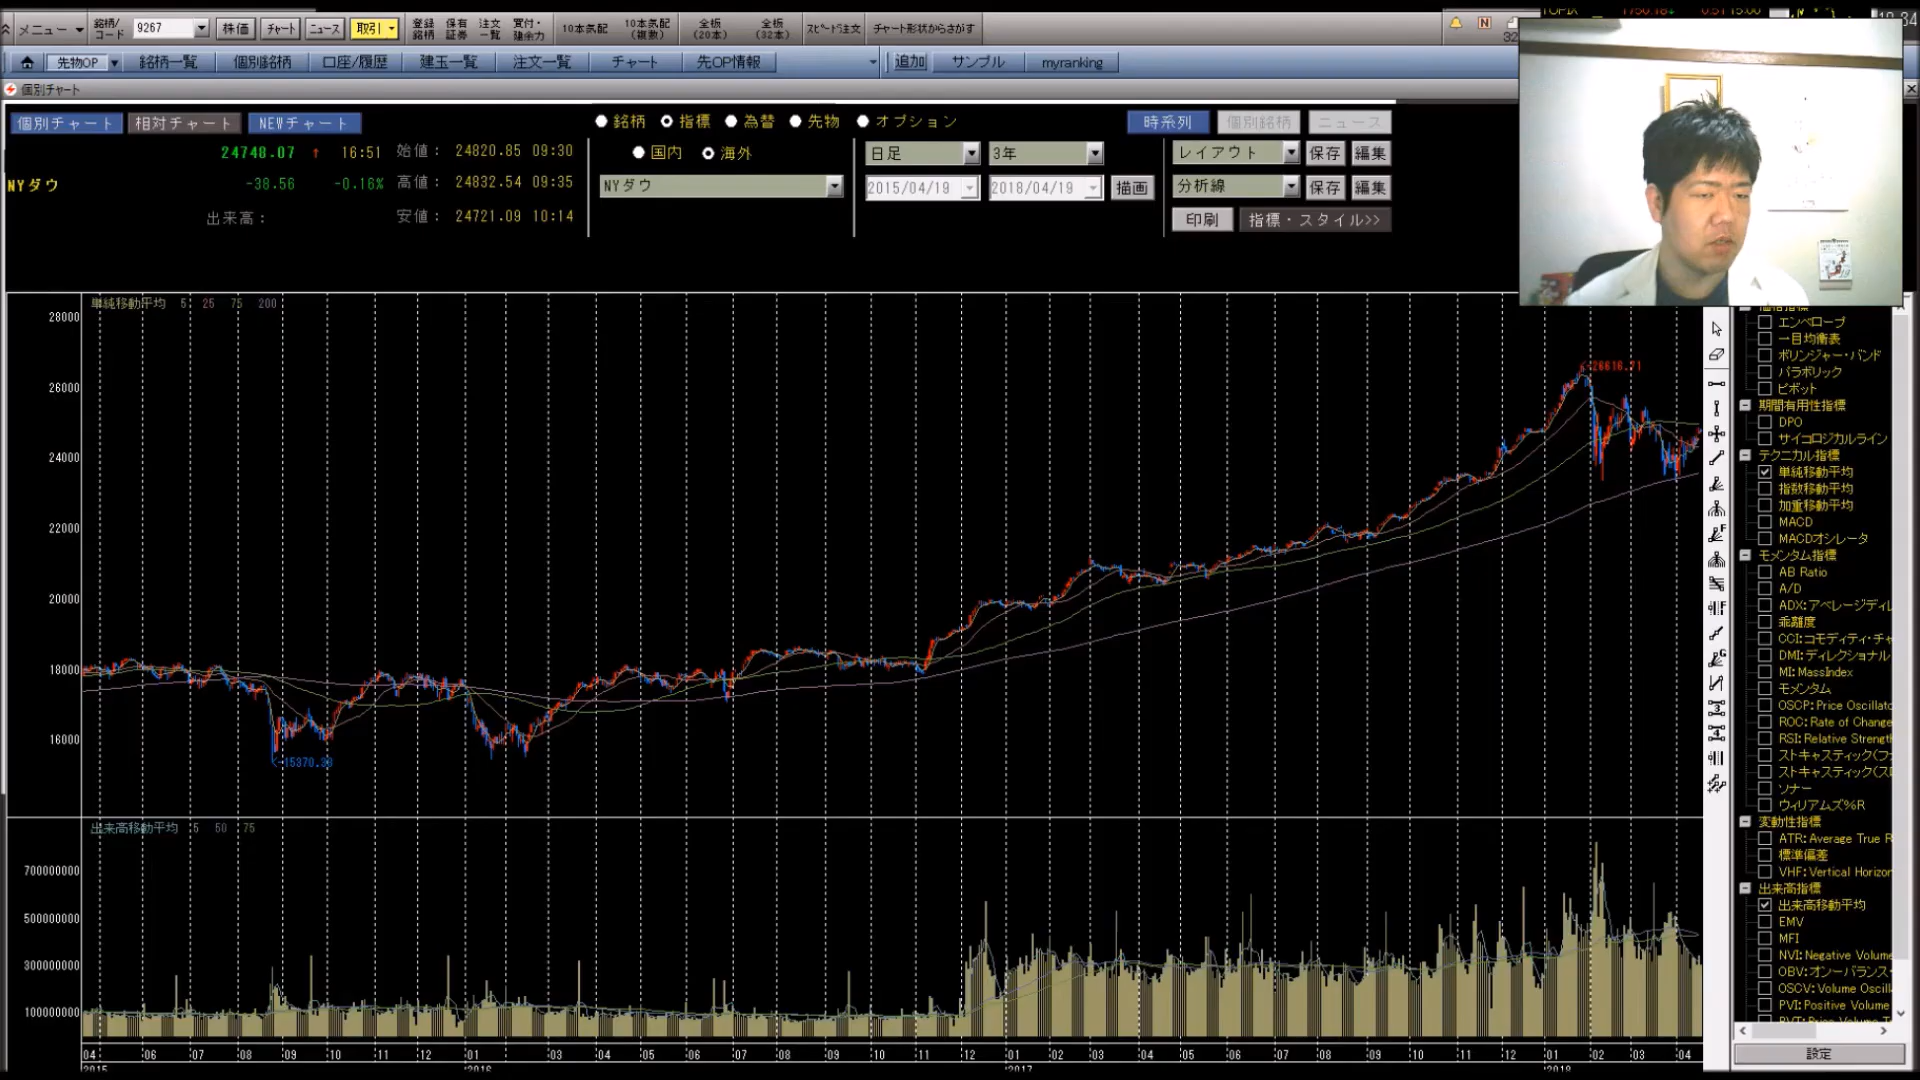 メニュー 銘柄/コード 9267 株価 チャート ニュース 取引 登録銘柄 保有証券 注文一覧 買付・建余力 10本気配 10本気配(複数) 全板(20本) 全板(32本) スピード注文 チャート形状からさがす
先物OP 銘柄一覧 個別銘柄 口座/履歴 建玉一覧 注文一覧 チャート 先OP情報 追加 サンプル myranking
個別チャート
個別チャート 相対チャート NEWチャート
銘柄 指標 為替 先物 オプション
時系列 個別銘柄 ニュース
24748.07 ↑ 16:51 始値: 24820.85 09:30
国内 海外 日足 3年 レイアウト 保存 編集
NYダウ -38.56 -0.16% 高値: 24832.54 09:35
NYダウ 2015/04/19 2018/04/19 描画 分析線 保存 編集
出来高: 安値: 24721.09 10:14
印刷 指標・スタイル>>
単純移動平均 5 25 75 200
28000
26000
24000
22000
20000
18000
16000
26616.71
15370.33
出来高移動平均 5 50 75
700000000
500000000
300000000
100000000
04 06 07 08 09 10 11 12 01 03 04 05 06 07 08 09 10 11 12 01 02 03 04 05 06 07 08 09 10 11 12 01 02 03 04
2015 2016 2017 2018
エンベロープ
一目均衡表
ボリンジャー・バンド
パラボリック
ピボット
期間有用性指標
DPO
サイコロジカルライン
テクニカル指標
単純移動平均
指数移動平均
加重移動平均
MACD
MACDオシレータ
モメンタム指標
AB Ratio
A/D
ADX:アベレージディレ
乖離度
CCI:コモディティ・チャ
DMI:ディレクショナル
MI:MassIndex
モメンタム
OSCP:Price Oscillato
ROC:Rate of Change
RSI:Relative Strengt
ストキャスティック(フ
ストキャスティック(ス
ソナー
ウィリアムズ%R
変動性指標
ATR:Average True R
標準偏差
VHF:Vertical Horizon
出来高指標
出来高移動平均
EMV
MFI
NVI:Negative Volume
OBV:オンーバランス
OSCV:Volume Oscill
PVI:Positive Volume
設定